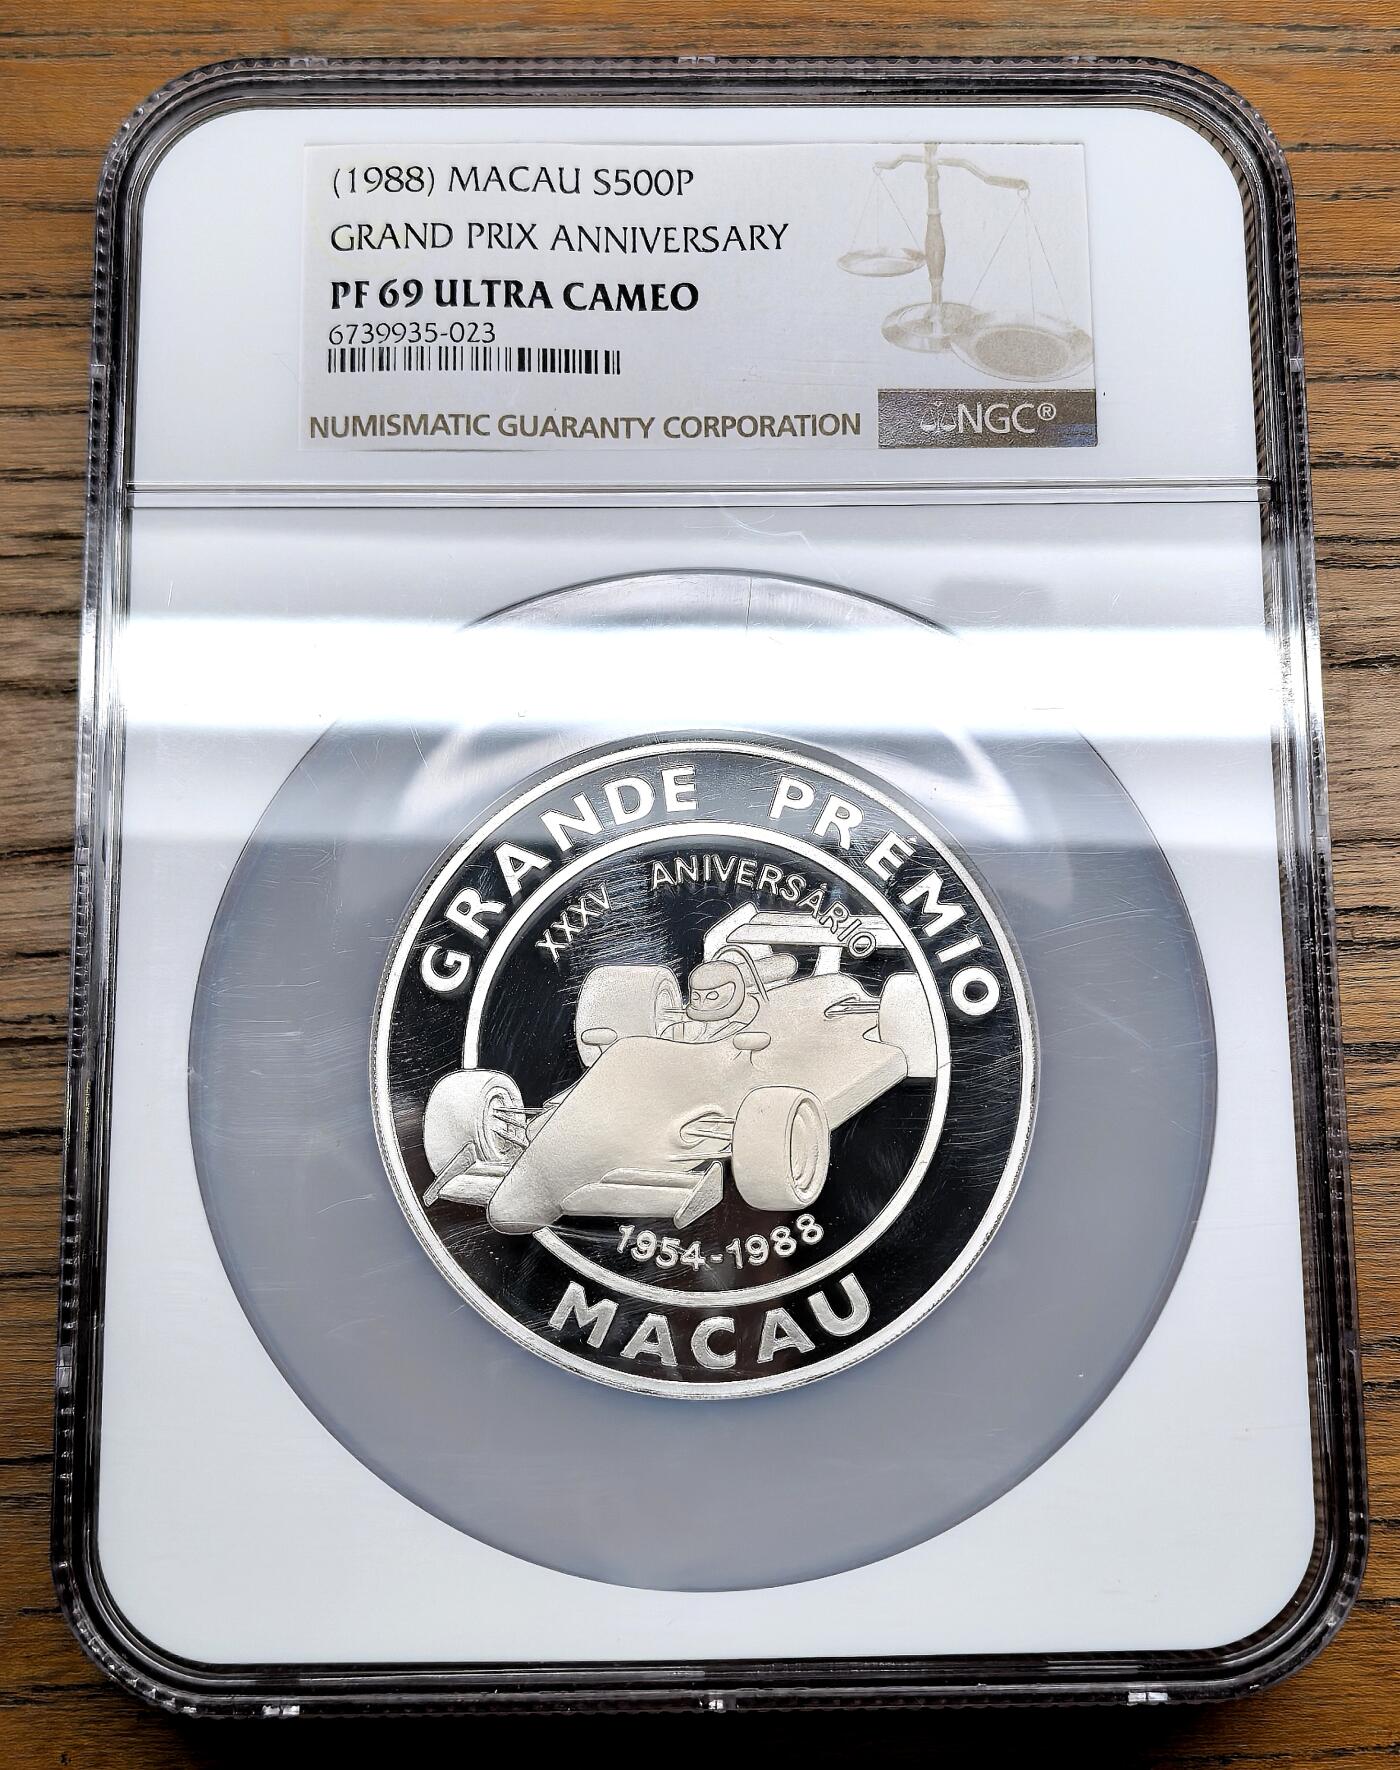 (1988) MACAU S500P
GRAND PRIX ANNIVERSARY
PF 69 ULTRA CAMEO
6739935-023
NUMISMATIC GUARANTY CORPORATION
NGC®
GRANDE PRÉMIO
XXXV ANIVERSÁRIO
1954-1988
MACAU